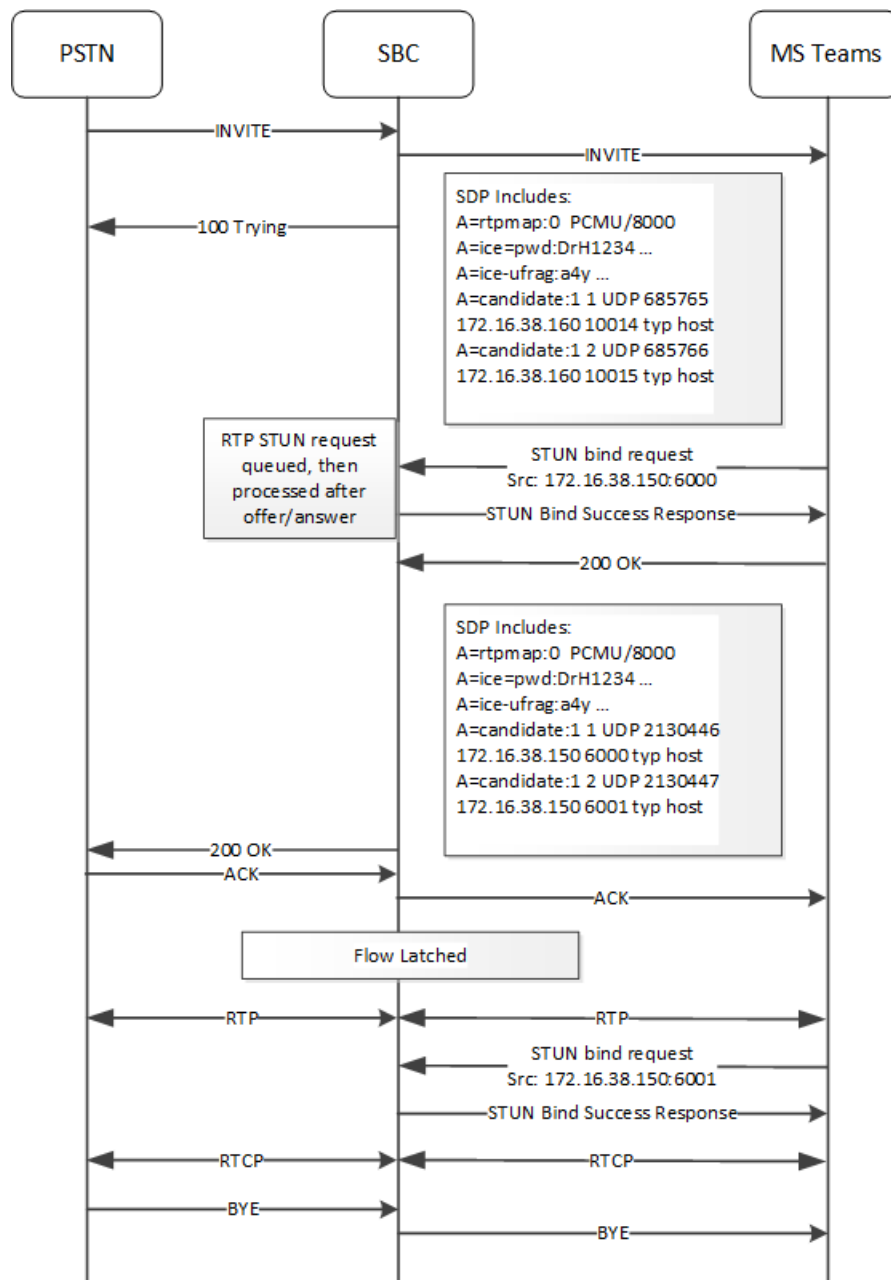 PSTN
SBC
MS Teams
INVITE
INVITE
SDP Includes:
A=rtpmap:0 PCMU/8000
A=ice=pwd:DrH1234 ...
A=ice-ufrag:a4y ...
A=candidate:1 1 UDP 685765
172.16.38.160 10014 typ host
A=candidate:1 2 UDP 685766
172.16.38.160 10015 typ host
100 Trying
RTP STUN request
queued, then
processed after
offer/answer
STUN bind request
Src: 172.16.38.150:6000
STUN Bind Success Response
200 OK
SDP Includes:
A=rtpmap:0 PCMU/8000
A=ice=pwd:DrH1234 ...
A=ice-ufrag:a4y ...
A=candidate:1 1 UDP 2130446
172.16.38.150 6000 typ host
A=candidate:1 2 UDP 2130447
172.16.38.150 6001 typ host
200 OK
ACK
ACK
Flow Latched
RTP
RTP
STUN bind request
Src: 172.16.38.150:6001
STUN Bind Success Response
RTCP
RTCP
BYE
BYE